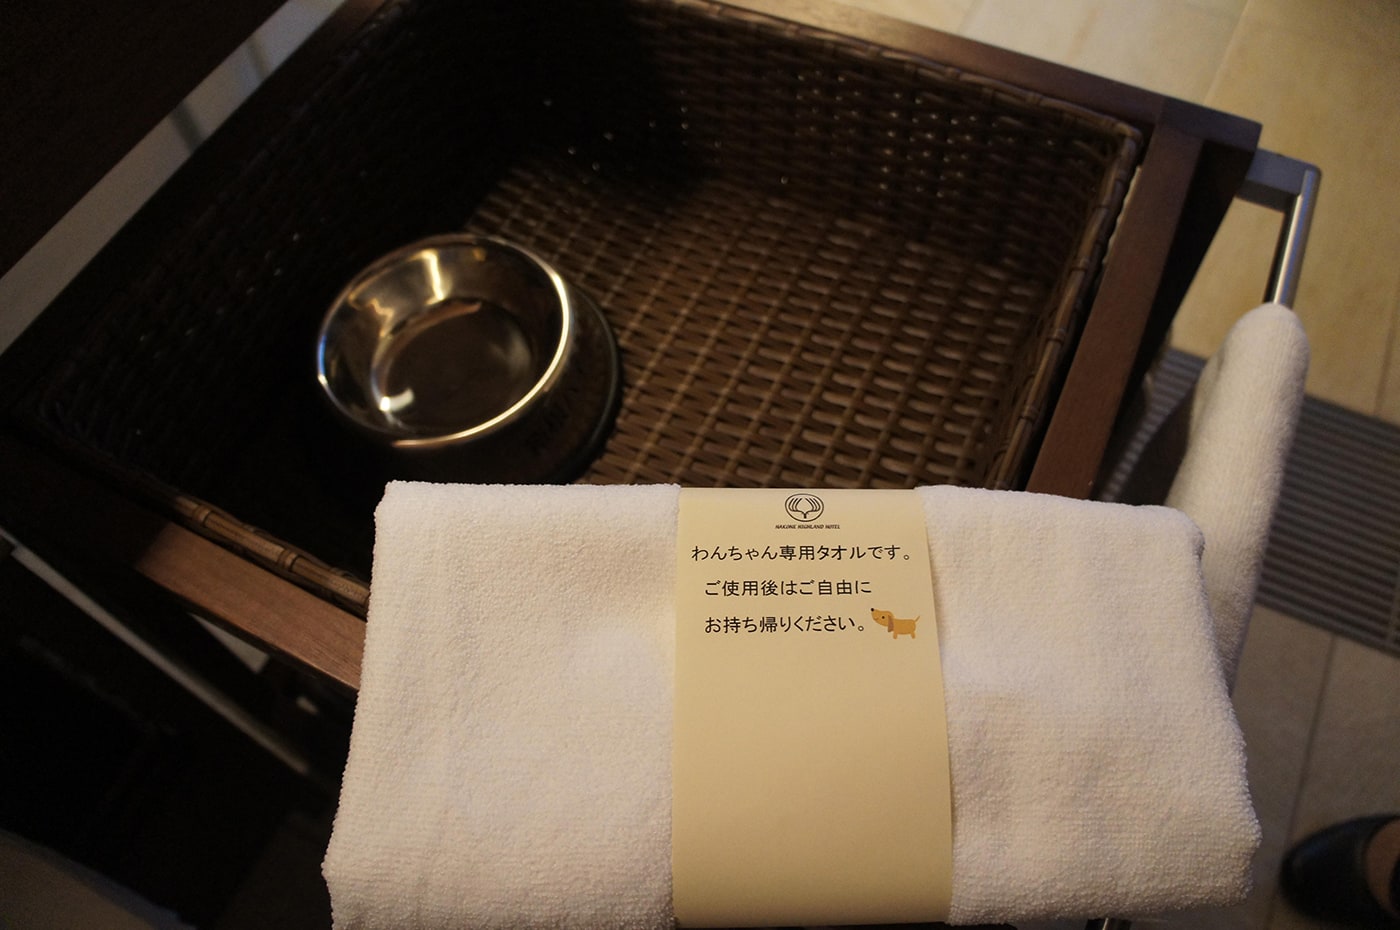 HAKONE HIGHLAND HOTEL
わんちゃん専用タオルです。
ご使用後はご自由に
お持ち帰りください。